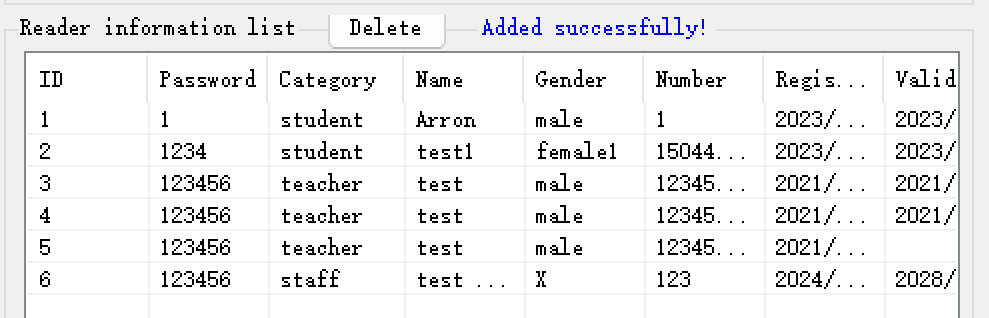 Reader information list Delete Added successfully!
ID Password Category Name Gender Number Regis... Valid
1 1 student Arron male 1 2023/... 2023/
2 1234 student test1 female1 15044... 2023/... 2023/
3 123456 teacher test male 12345... 2021/... 2021/
4 123456 teacher test male 12345... 2021/... 2021/
5 123456 teacher test male 12345... 2021/...
6 123456 staff test ... X 123 2024/... 2028/